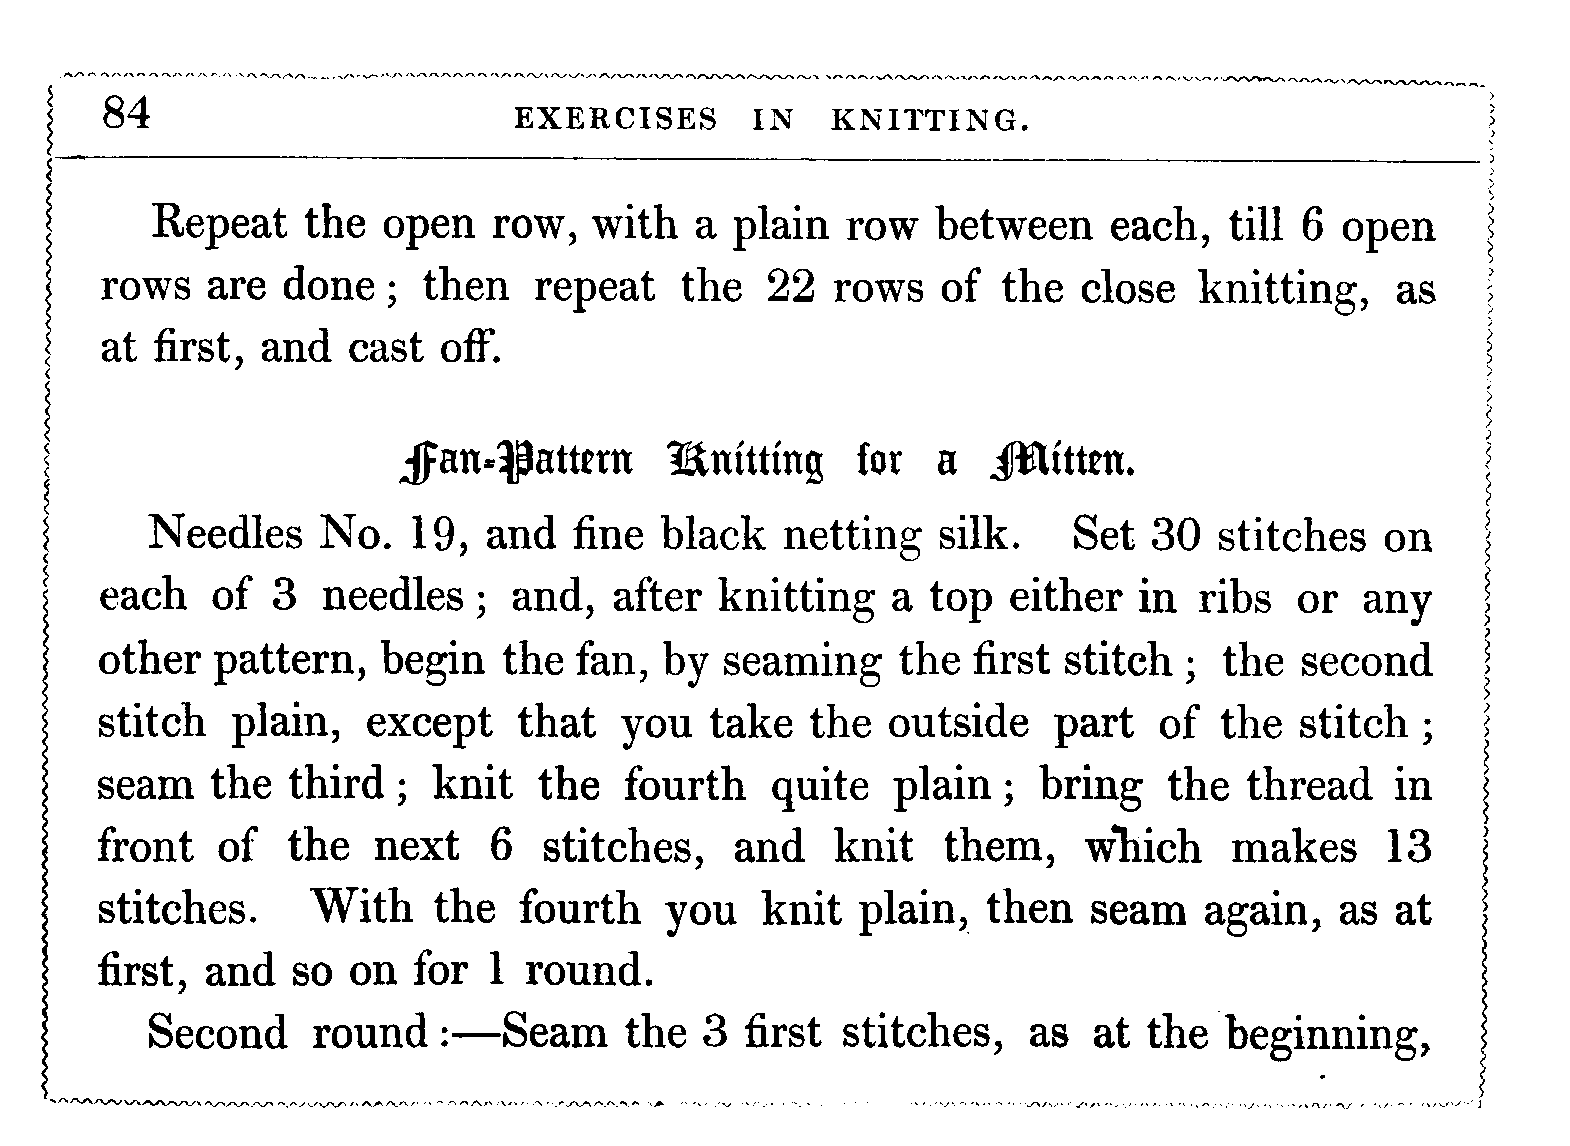 84 EXERCISES IN KNITTING.
Repeat the open row, with a plain row between each, till 6 open
rows are done ; then repeat the 22 rows of the close knitting, as
at first, and cast off.
Fan-Pattern Knitting for a Mitten.
Needles No. 19, and fine black netting silk. Set 30 stitches on
each of 3 needles ; and, after knitting a top either in ribs or any
other pattern, begin the fan, by seaming the first stitch ; the second
stitch plain, except that you take the outside part of the stitch ;
seam the third ; knit the fourth quite plain ; bring the thread in
front of the next 6 stitches, and knit them, which makes 13
stitches. With the fourth you knit plain, then seam again, as at
first, and so on for 1 round.
Second round :—Seam the 3 first stitches, as at the beginning,